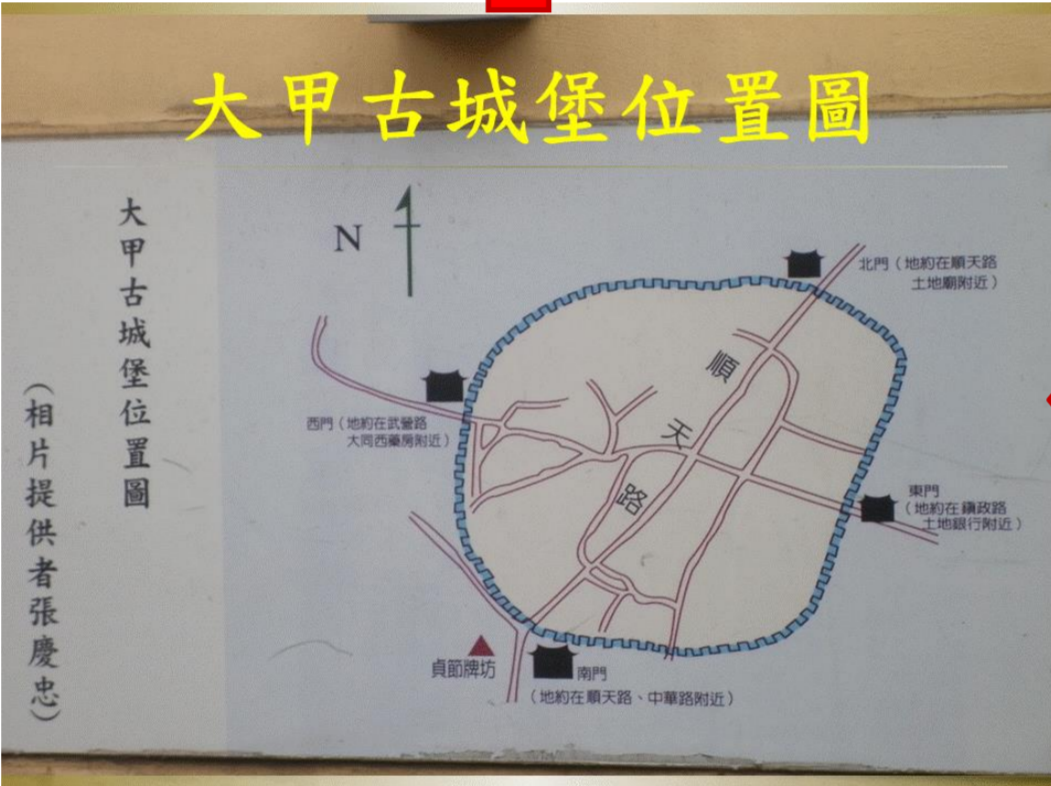 大甲古城堡位置圖
大甲古城堡位置圖
（相片提供者張慶忠）
N
北門（地約在順天路
土地廟附近）
順
天
路
西門（地約在武營路
大同西藥房附近）
東門
（地約在鎮政路
土地銀行附近）
貞節牌坊
南門
（地約在順天路、中華路附近）